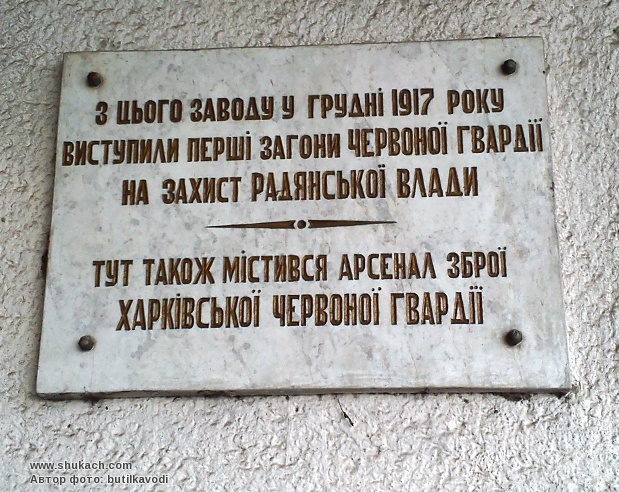 З ЦЬОГО ЗАВОДУ У ГРУДНІ 1917 РОКУ
ВИСТУПИЛИ ПЕРШІ ЗАГОНИ ЧЕРВОНОЇ ГВАРДІЇ
НА ЗАХИСТ РАДЯНСЬКОЇ ВЛАДИ
ТУТ ТАКОЖ МІСТИВСЯ АРСЕНАЛ ЗБРОЇ
ХАРКІВСЬКОЇ ЧЕРВОНОЇ ГВАРДІЇ
www.shukach.com
Автор фото: butilkavodi